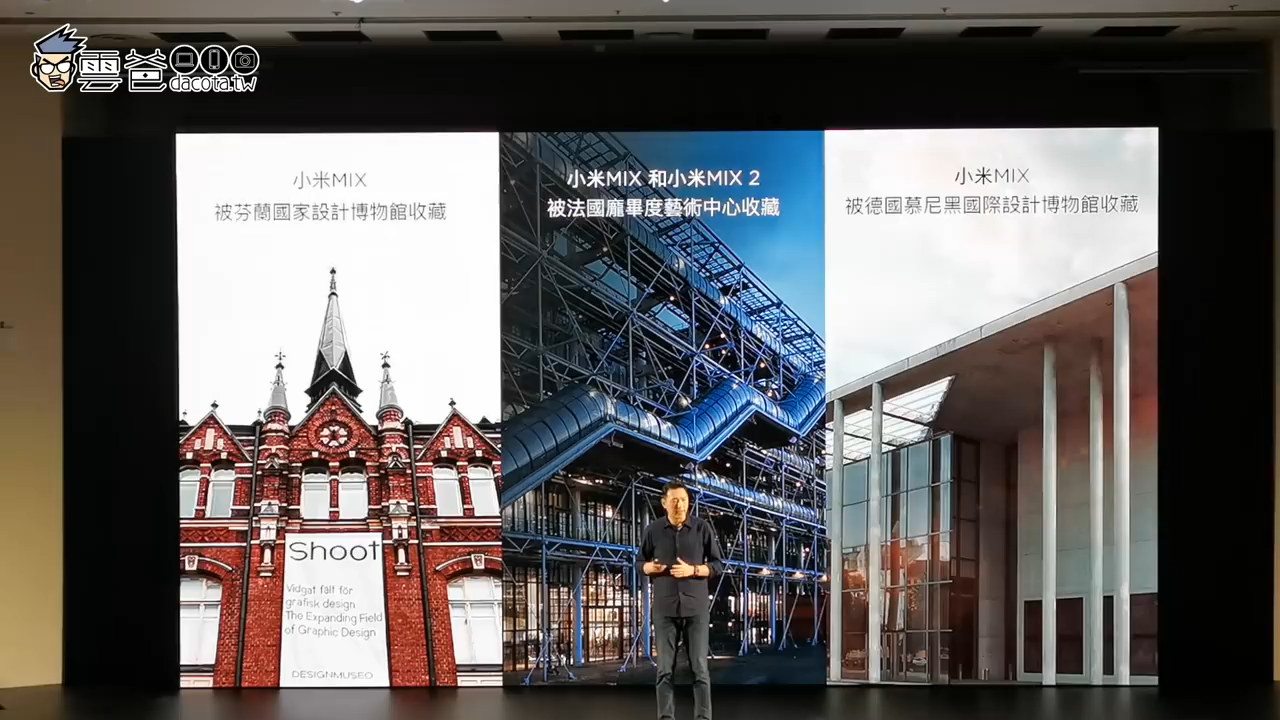 雲爸
dacota.tw
小米MIX
被芬蘭國家設計博物館收藏
小米MIX 和小米MIX 2
被法國龐畢度藝術中心收藏
小米MIX
被德國慕尼黑國際設計博物館收藏
Shoot
Vidgat fält för
grafisk design
The Expanding Field
of Graphic Design
DESIGNMUSEO